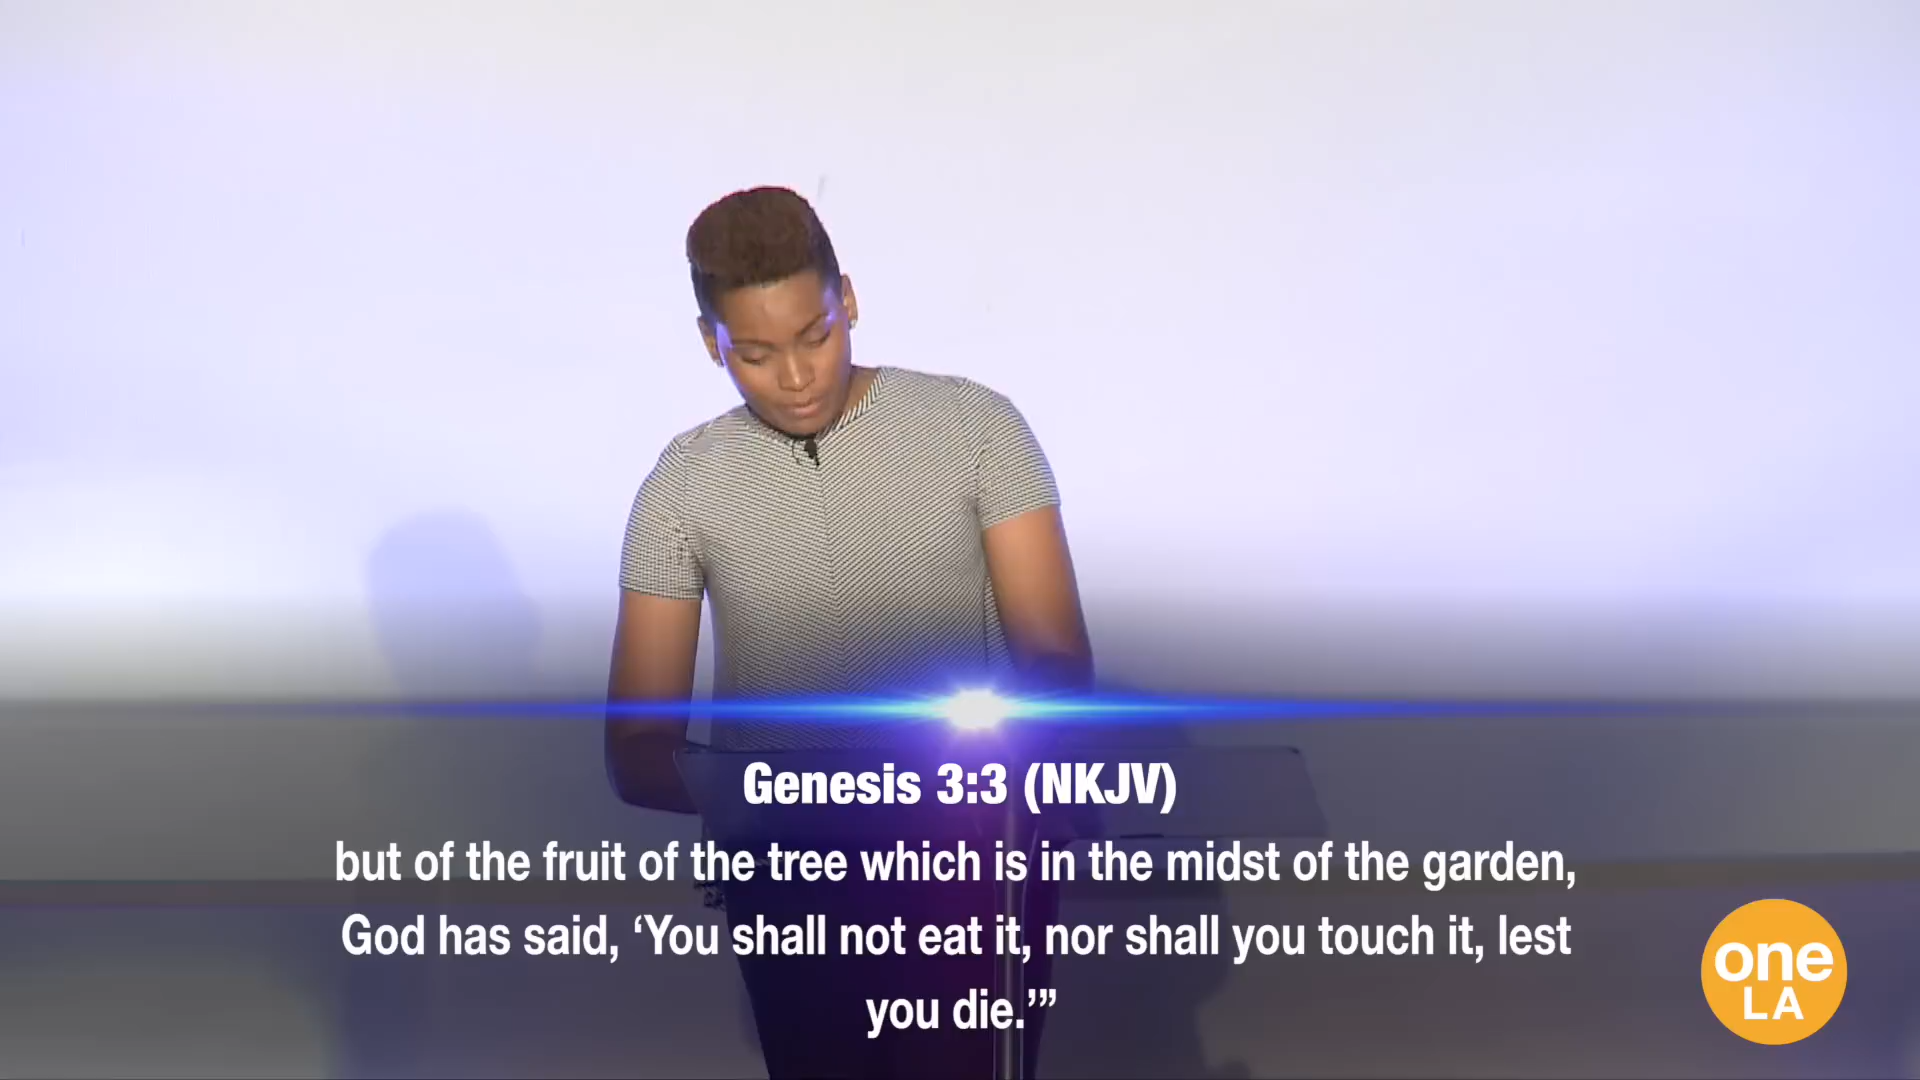 Genesis 3:3 (NKJV)
but of the fruit of the tree which is in the midst of the garden,
God has said, ‘You shall not eat it, nor shall you touch it, lest
you die.’”
one
LA